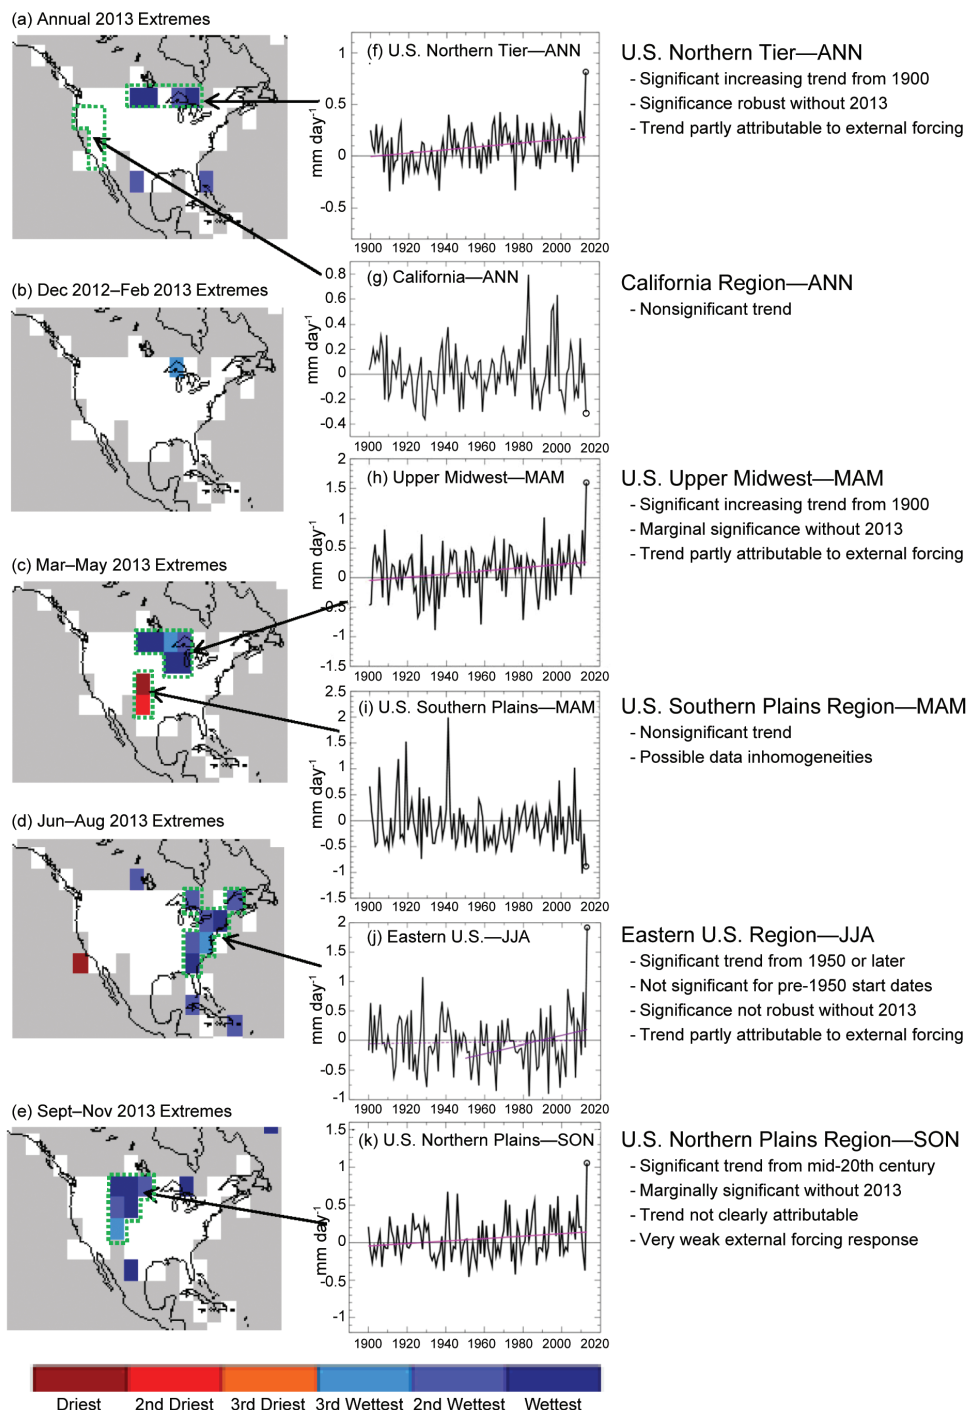 (a) Annual 2013 Extremes
(f) U.S. Northern Tier—ANN
1
0.5
0
-0.5
mm day-1
1900 1920 1940 1960 1980 2000 2020
U.S. Northern Tier—ANN
- Significant increasing trend from 1900
- Significance robust without 2013
- Trend partly attributable to external forcing
(g) California—ANN
0.8
0.6
0.4
0.2
0
-0.2
-0.4
mm day-1
1900 1920 1940 1960 1980 2000 2020
California Region—ANN
- Nonsignificant trend
(b) Dec 2012–Feb 2013 Extremes
(h) Upper Midwest—MAM
2
1.5
1
0.5
0
-0.5
-1
-1.5
mm day-1
1900 1920 1940 1960 1980 2000 2020
U.S. Upper Midwest—MAM
- Significant increasing trend from 1900
- Marginal significance without 2013
- Trend partly attributable to external forcing
(c) Mar–May 2013 Extremes
(i) U.S. Southern Plains—MAM
2.5
2
1.5
1
0.5
0
-0.5
-1
-1.5
mm day-1
1900 1920 1940 1960 1980 2000 2020
U.S. Southern Plains Region—MAM
- Nonsignificant trend
- Possible data inhomogeneities
(d) Jun–Aug 2013 Extremes
(j) Eastern U.S.—JJA
2
1.5
1
0.5
0
-0.5
-1
mm day-1
1900 1920 1940 1960 1980 2000 2020
Eastern U.S. Region—JJA
- Significant trend from 1950 or later
- Not significant for pre-1950 start dates
- Significance not robust without 2013
- Trend partly attributable to external forcing
(e) Sept–Nov 2013 Extremes
(k) U.S. Northern Plains—SON
1.5
1
0.5
0
-0.5
-1
mm day-1
1900 1920 1940 1960 1980 2000 2020
U.S. Northern Plains Region—SON
- Significant trend from mid-20th century
- Marginally significant without 2013
- Trend not clearly attributable
- Very weak external forcing response
Driest 2nd Driest 3rd Driest 3rd Wettest 2nd Wettest Wettest